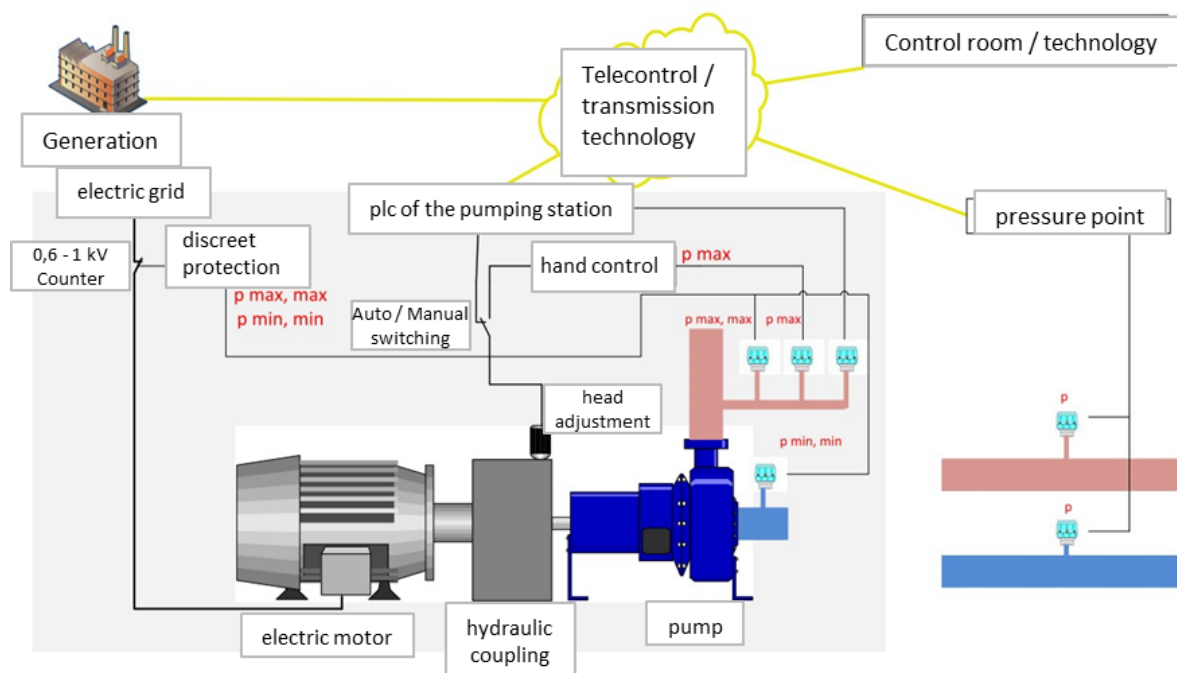 Control room / technology
Telecontrol /
transmission
technology
Generation
electric grid
plc of the pumping station
pressure point
0,6 - 1 kV
Counter
discreet
protection
hand control
p max
p max, max
p min, min
Auto / Manual
switching
p max, max
p max
head
adjustment
p min, min
p
p
electric motor
hydraulic
coupling
pump